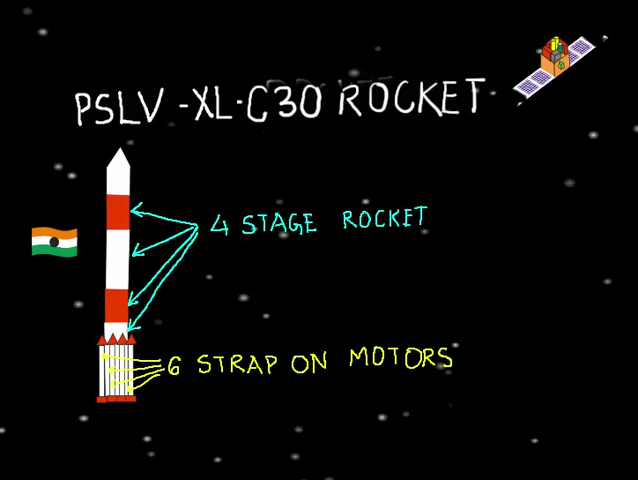 PSLV-XL-C30 ROCKET
4 STAGE ROCKET
6 STRAP ON MOTORS